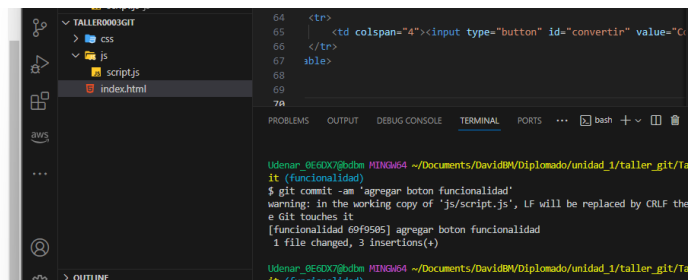 TALLER0003GIT
css
js
script.js
index.html
aws
OUTLINE
64 <tr>
65 <td colspan="4"><input type="button" id="convertir" value="Co
66 </tr>
67 able>
68
69
70
PROBLEMS OUTPUT DEBUG CONSOLE TERMINAL PORTS ... bash
Udenar_0E6DX7@bdbm MINGW64 ~/Documents/DavidBM/Diplomado/unidad_1/taller_git/Ta
it (funcionalidad)
$ git commit -am 'agregar boton funcionalidad'
warning: in the working copy of 'js/script.js', LF will be replaced by CRLF the
e Git touches it
[funcionalidad 69f9505] agregar boton funcionalidad
1 file changed, 3 insertions(+)
Udenar_0E6DX7@bdbm MINGW64 ~/Documents/DavidBM/Diplomado/unidad_1/taller_git/Ta